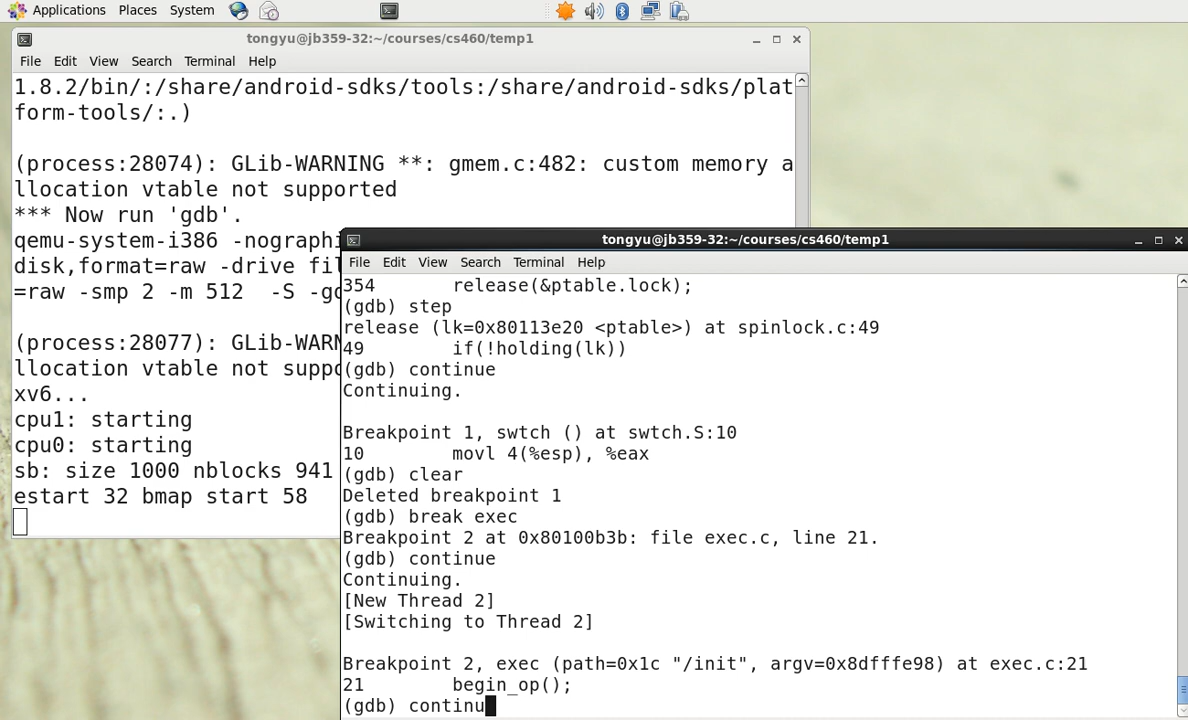 Applications Places System
tongyu@jb359-32:~/courses/cs460/temp1
File Edit View Search Terminal Help
1.8.2/bin/:/share/android-sdks/tools:/share/android-sdks/plat
form-tools/:.)
(process:28074): GLib-WARNING **: gmem.c:482: custom memory a
llocation vtable not supported
*** Now run 'gdb'.
qemu-system-i386 -nographi
disk,format=raw -drive fil
=raw -smp 2 -m 512  -S -gd
(process:28077): GLib-WARN
llocation vtable not suppo
xv6...
cpu1: starting
cpu0: starting
sb: size 1000 nblocks 941
estart 32 bmap start 58
tongyu@jb359-32:~/courses/cs460/temp1
File Edit View Search Terminal Help
354 release(&ptable.lock);
(gdb) step
release (lk=0x80113e20 <ptable>) at spinlock.c:49
49 if(!holding(lk))
(gdb) continue
Continuing.
Breakpoint 1, swtch () at swtch.S:10
10 movl 4(%esp), %eax
(gdb) clear
Deleted breakpoint 1
(gdb) break exec
Breakpoint 2 at 0x80100b3b: file exec.c, line 21.
(gdb) continue
Continuing.
[New Thread 2]
[Switching to Thread 2]
Breakpoint 2, exec (path=0x1c "/init", argv=0x8dfffe98) at exec.c:21
21 begin_op();
(gdb) continu